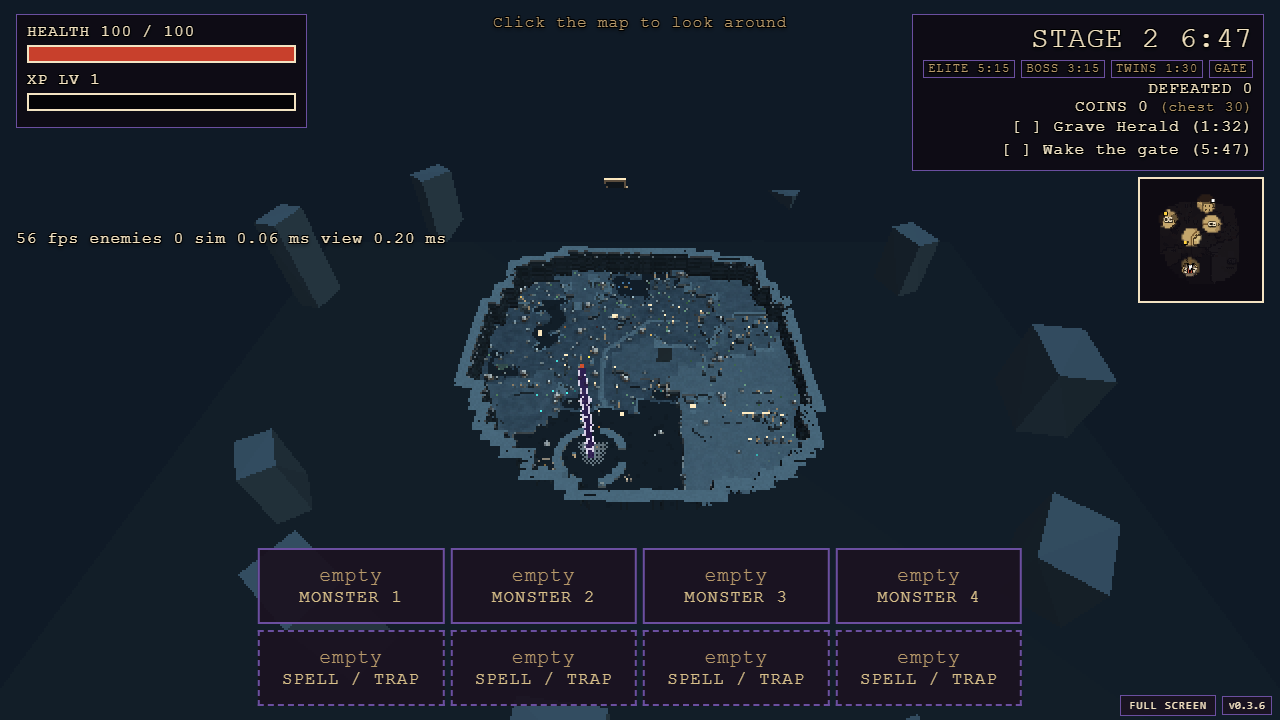 HEALTH 100 / 100
XP LV 1
Click the map to look around
STAGE 2 6:47
ELITE 5:15 BOSS 3:15 TWINS 1:30 GATE
DEFEATED 0
COINS 0 (chest 30)
[ ] Grave Herald (1:32)
[ ] Wake the gate (5:47)
56 fps enemies 0 sim 0.06 ms view 0.20 ms
empty empty empty empty
MONSTER 1 MONSTER 2 MONSTER 3 MONSTER 4
empty empty empty empty
SPELL / TRAP SPELL / TRAP SPELL / TRAP SPELL / TRAP
FULL SCREEN v0.3.6